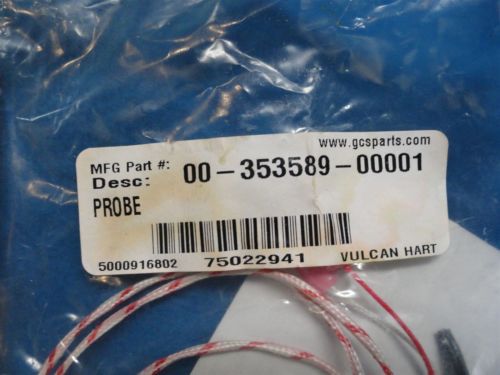 www.gcsparts.com
MFG Part #: 00-353589-00001
Desc:
PROBE
5000916802 75022941 VULCAN HART